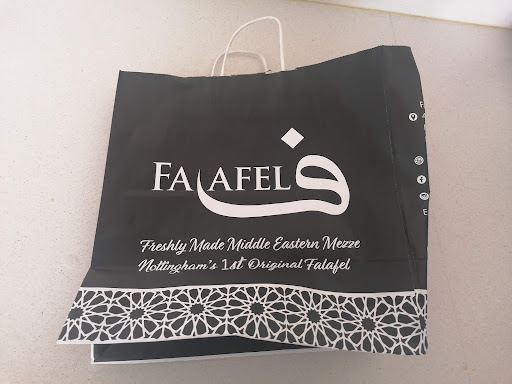 FALAFEL ف
Freshly Made Middle Eastern Mezze
Nottingham's 1st Original Falafel